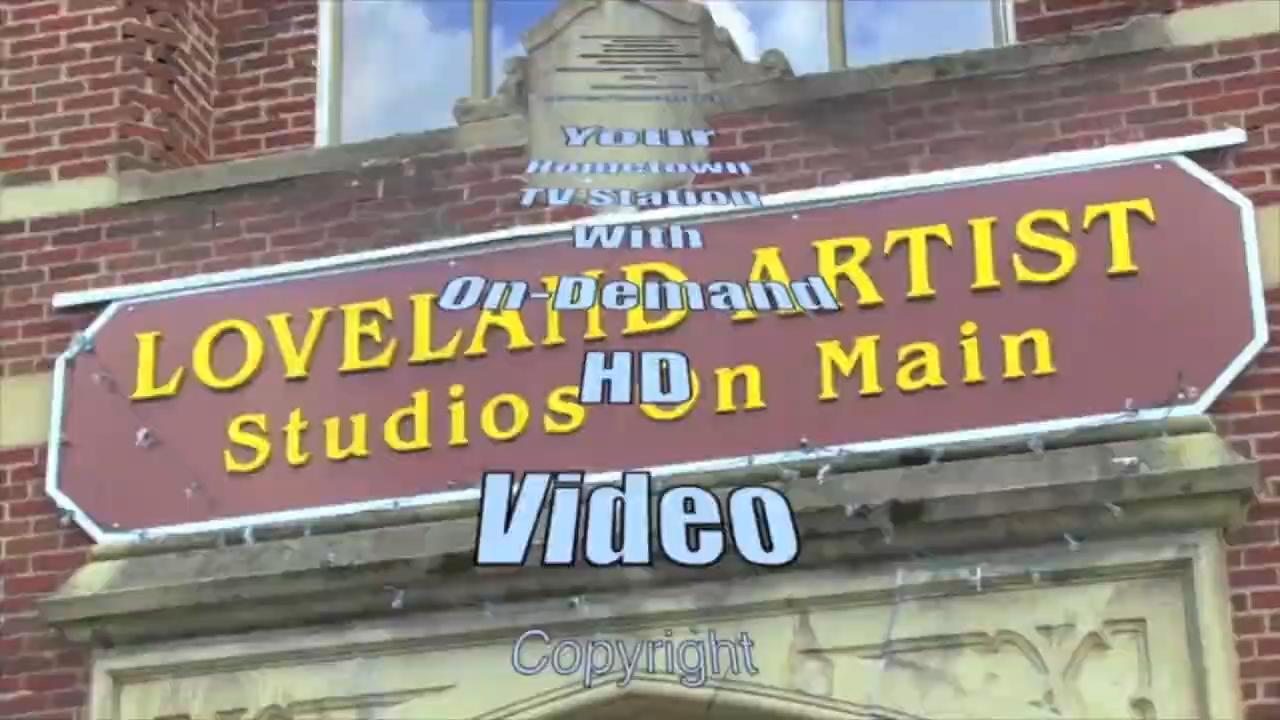 Your
Hometown
TV Station
With
On-Demand
HD
Video
Copyright
LOVELAND ARTIST
Studios On Main